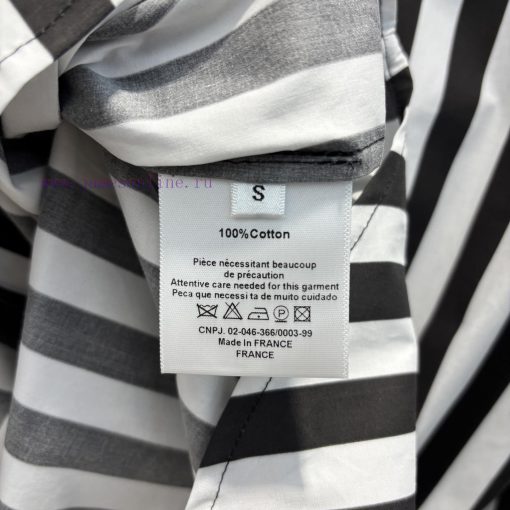 S
100%Cotton
Pièce nécessitant beaucoup
de précaution
Attentive care needed for this garment
Peca que necessi ta de muito cuidado
CNPJ. 02-046-366/0003-99
Made In FRANCE
FRANCE